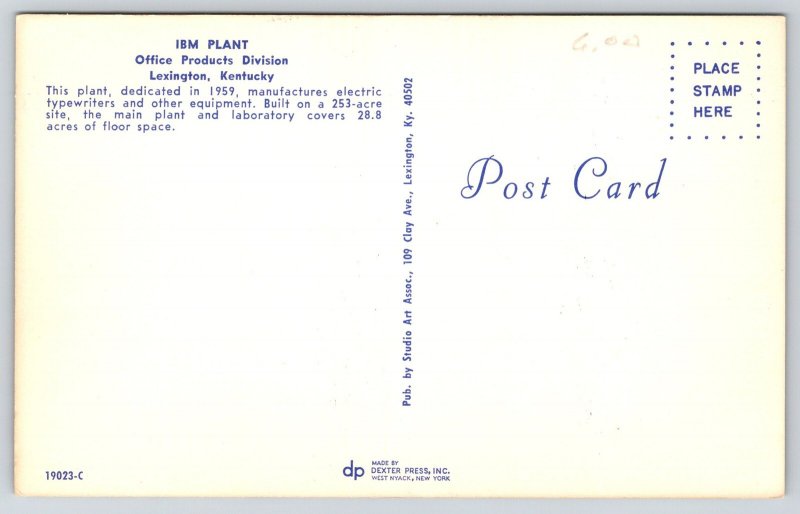 IBM PLANT
Office Products Division
Lexington, Kentucky
This plant, dedicated in 1959, manufactures electric
typewriters and other equipment. Built on a 253-acre
site, the main plant and laboratory covers 28.8
acres of floor space.
6.00
PLACE
STAMP
HERE
Post Card
Pub. by Studio Art Assoc., 109 Clay Ave., Lexington, Ky. 40502
19023-C
dp
MADE BY
DEXTER PRESS, INC.
WEST NYACK, NEW YORK